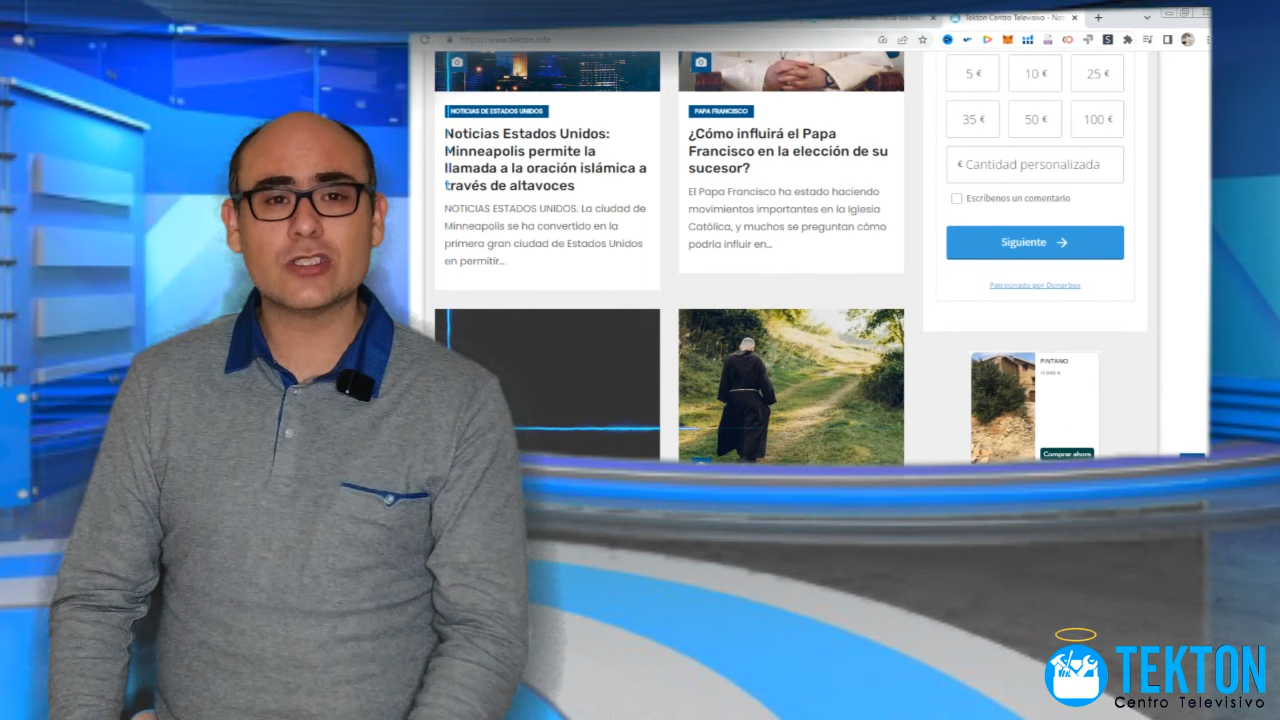 Tekton Centro Televisivo - No
https://www.tekton.info
NOTICIAS DE ESTADOS UNIDOS
Noticias Estados Unidos:
Minneapolis permite la
llamada a la oración islámica a
través de altavoces
NOTICIAS ESTADOS UNIDOS. La ciudad de
Minneapolis se ha convertido en la
primera gran ciudad de Estados Unidos
en permitir...
PAPA FRANCISCO
¿Cómo influirá el Papa
Francisco en la elección de su
sucesor?
El Papa Francisco ha estado haciendo
movimientos importantes en la Iglesia
Católica, y muchos se preguntan cómo
podría influir en...
5 € 10 € 25 €
35 € 50 € 100 €
€ Cantidad personalizada
Escríbenos un comentario
Siguiente
Patrocinado por Donorbox
PINTANO
Comprar ahora
TEKTON
Centro Televisivo